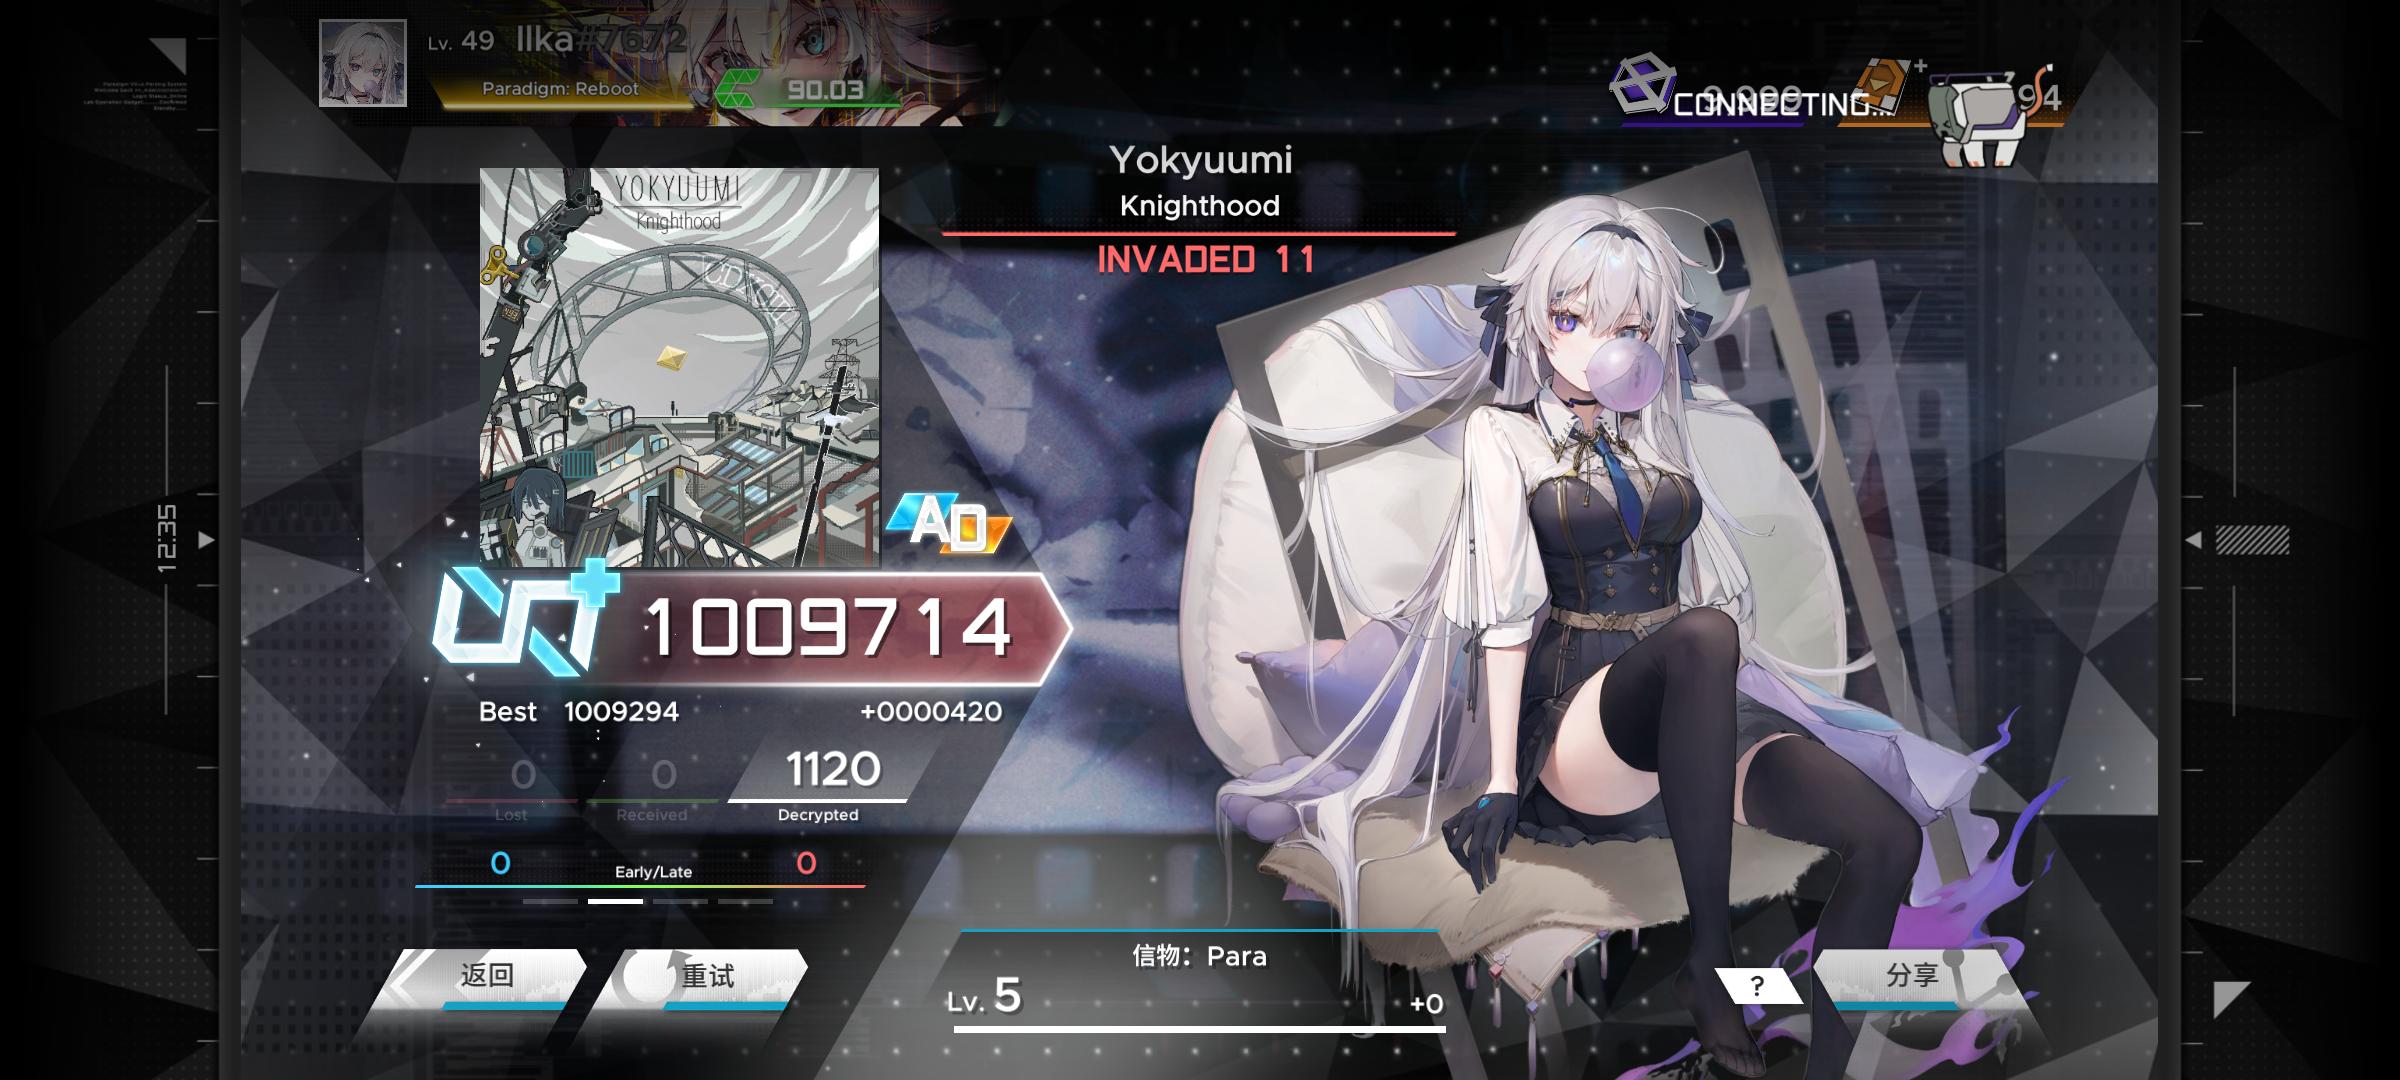 Lv. 49 Ilka#7672
Paradigm: Reboot
90.03
CONNECTING...
94
Yokyuumi
Knighthood
INVADED 11
YOKYUUMI
Knighthood
12:35
AD
1009714
Best 1009294 +0000420
0 0 1120
Lost Received Decrypted
0 Early/Late 0
信物：Para
Lv. 5 +0
返回
重试
?
分享